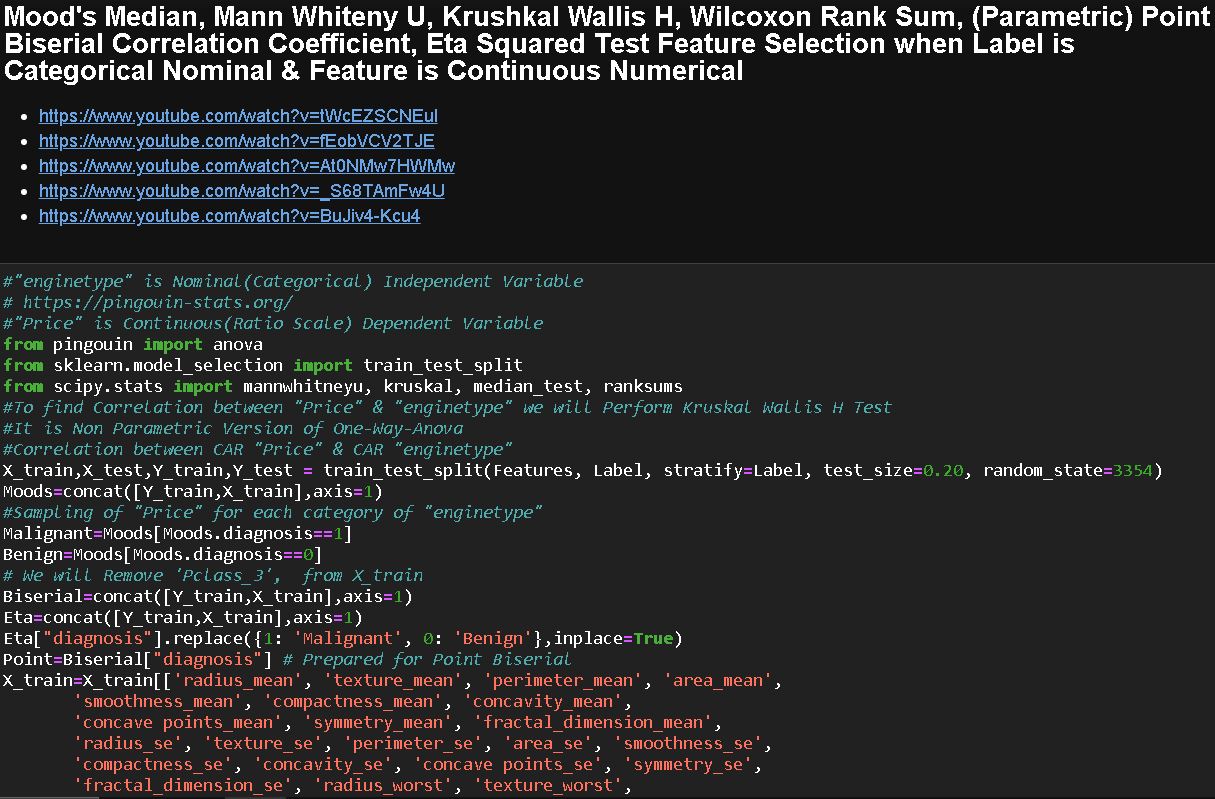 Mood's Median, Mann Whiteny U, Krushkal Wallis H, Wilcoxon Rank Sum, (Parametric) Point
Biserial Correlation Coefficient, Eta Squared Test Feature Selection when Label is
Categorical Nominal & Feature is Continuous Numerical
• https://www.youtube.com/watch?v=tWcEZSCNEuI
• https://www.youtube.com/watch?v=fEobVCV2TJE
• https://www.youtube.com/watch?v=At0NMw7HWMw
• https://www.youtube.com/watch?v=_S68TAmFw4U
• https://www.youtube.com/watch?v=BuJiv4-Kcu4
#"enginetype" is Nominal(Categorical) Independent Variable
# https://pingouin-stats.org/
#"Price" is Continuous(Ratio Scale) Dependent Variable
from pingouin import anova
from sklearn.model_selection import train_test_split
from scipy.stats import mannwhitneyu, kruskal, median_test, ranksums
#To find Correlation between "Price" & "enginetype" we will Perform Kruskal Wallis H Test
#It is Non Parametric Version of One-Way-Anova
#Correlation between CAR "Price" & CAR "enginetype"
X_train,X_test,Y_train,Y_test = train_test_split(Features, Label, stratify=Label, test_size=0.20, random_state=3354)
Moods=concat([Y_train,X_train],axis=1)
#Sampling of "Price" for each category of "enginetype"
Malignant=Moods[Moods.diagnosis==1]
Benign=Moods[Moods.diagnosis==0]
# We will Remove 'Pclass_3',  from X_train
Biserial=concat([Y_train,X_train],axis=1)
Eta=concat([Y_train,X_train],axis=1)
Eta["diagnosis"].replace({1: 'Malignant', 0: 'Benign'},inplace=True)
Point=Biserial["diagnosis"] # Prepared for Point Biserial
X_train=X_train[['radius_mean', 'texture_mean', 'perimeter_mean', 'area_mean',
'smoothness_mean', 'compactness_mean', 'concavity_mean',
'concave points_mean', 'symmetry_mean', 'fractal_dimension_mean',
'radius_se', 'texture_se', 'perimeter_se', 'area_se', 'smoothness_se',
'compactness_se', 'concavity_se', 'concave points_se', 'symmetry_se',
'fractal_dimension_se', 'radius_worst', 'texture_worst',